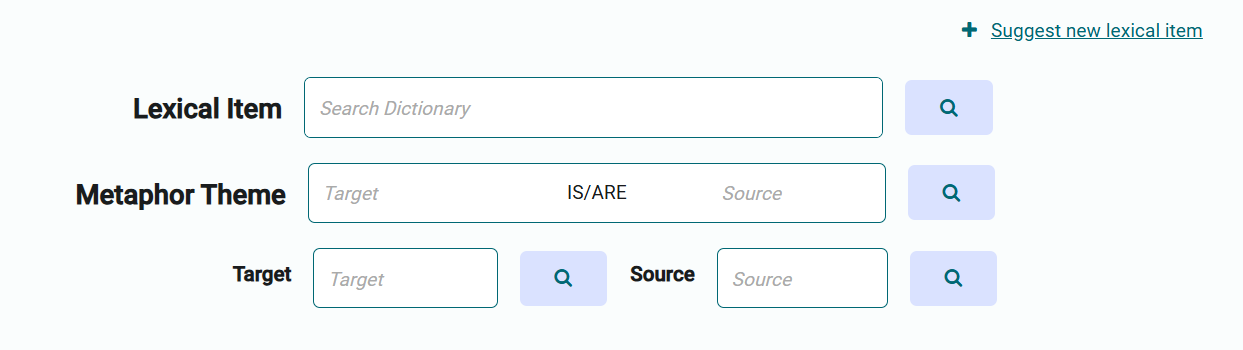 Suggest new lexical item
Lexical Item Search Dictionary
Metaphor Theme Target IS/ARE Source
Target Target Source Source